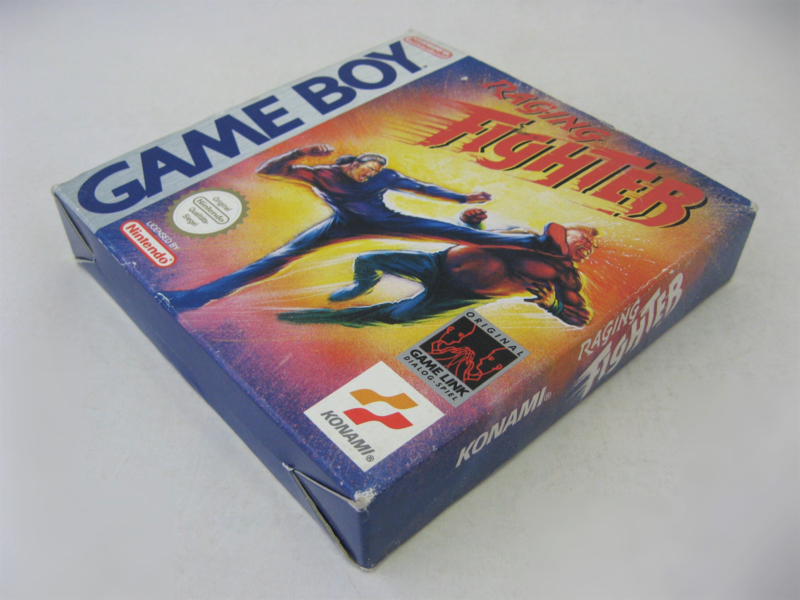 GAME BOY
Nintendo
RAGING
FIGHTER
Original
Nintendo
Qualitäts-
Siegel
LICENSED BY
Nintendo
ORIGINAL
GAME LINK
DIALOG-SPIEL
KONAMI®
RAGING
FIGHTER
KONAMI®